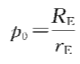 p₀ = R_E / r_E